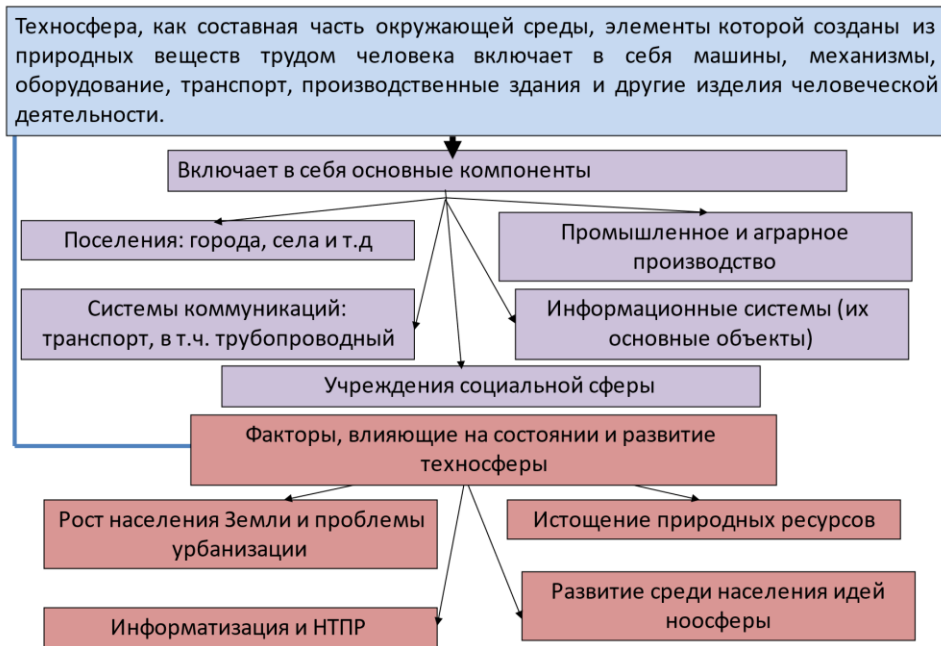 Техносфера, как составная часть окружающей среды, элементы которой созданы из
природных веществ трудом человека включает в себя машины, механизмы,
оборудование, транспорт, производственные здания и другие изделия человеческой
деятельности.
Включает в себя основные компоненты
Поселения: города, села и т.д
Промышленное и аграрное
производство
Системы коммуникаций:
транспорт, в т.ч. трубопроводный
Информационные системы (их
основные объекты)
Учреждения социальной сферы
Факторы, влияющие на состоянии и развитие
техносферы
Рост населения Земли и проблемы
урбанизации
Истощение природных ресурсов
Информатизация и НТПР
Развитие среди населения идей
ноосферы